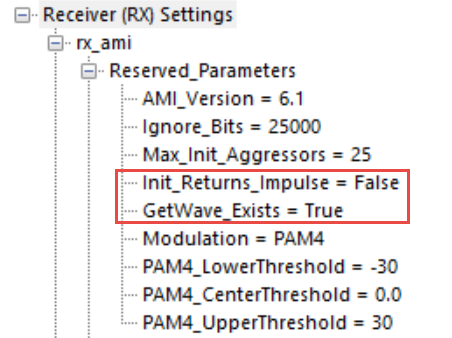 Receiver (RX) Settings
rx_ami
Reserved_Parameters
AMI_Version = 6.1
Ignore_Bits = 25000
Max_Init_Aggressors = 25
Init_Returns_Impulse = False
GetWave_Exists = True
Modulation = PAM4
PAM4_LowerThreshold = -30
PAM4_CenterThreshold = 0.0
PAM4_UpperThreshold = 30